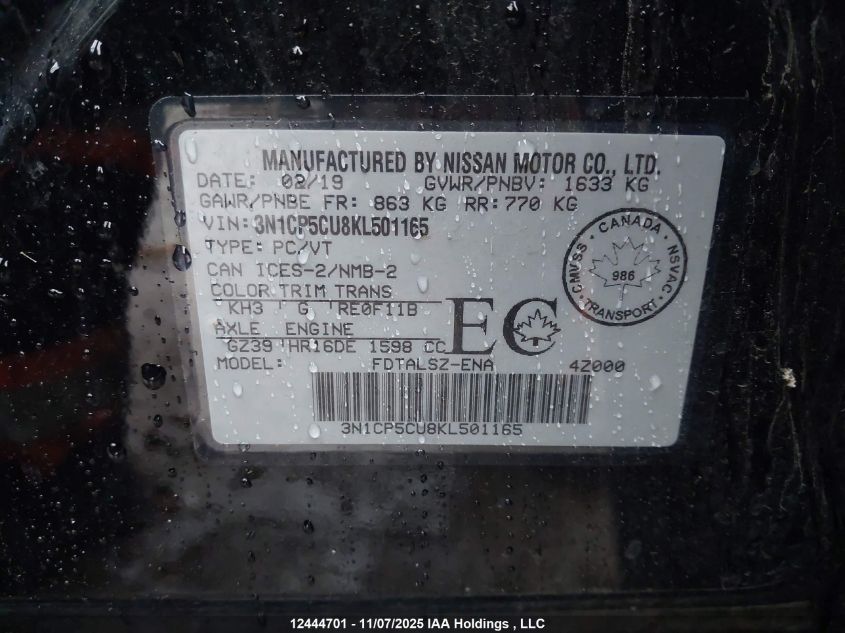 MANUFACTURED BY NISSAN MOTOR CO., LTD.
DATE: 02/19 GVWR/PNBV: 1633 KG
GAWR/PNBE FR: 863 KG RR: 770 KG
VIN: 3N1CP5CU8KL501165
TYPE: PC/VT
CAN ICES-2/NMB-2
COLOR TRIM TRANS
KH3 G RE0F11B
AXLE ENGINE
GZ39 HR16DE 1598 CC
EC
MODEL: FDTALSZ-ENA 4Z000
3N1CP5CU8KL501165
CANADA
CMVSS NSVAC
986
TRANSPORT
12444701 - 11/07/2025 IAA Holdings , LLC